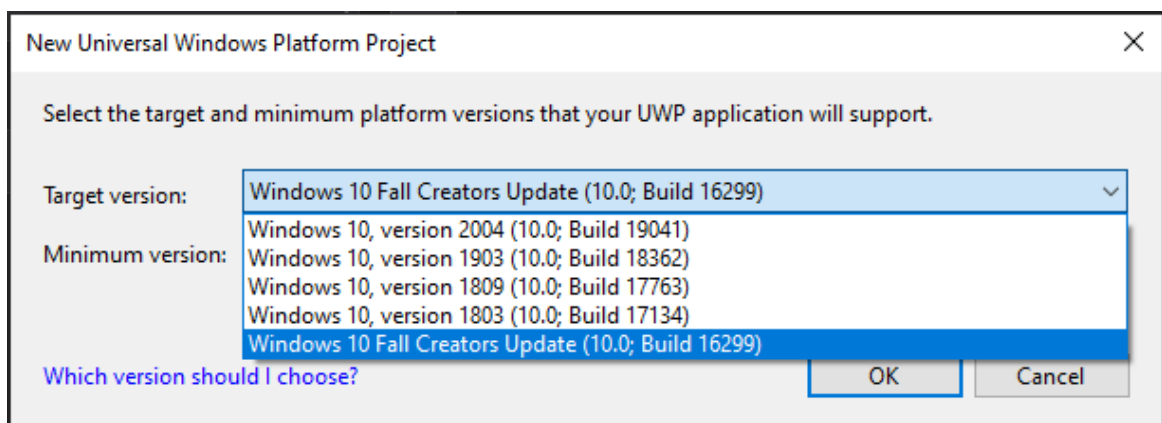 New Universal Windows Platform Project
Select the target and minimum platform versions that your UWP application will support.
Target version: Windows 10 Fall Creators Update (10.0; Build 16299)
Windows 10, version 2004 (10.0; Build 19041)
Minimum version: Windows 10, version 1903 (10.0; Build 18362)
Windows 10, version 1809 (10.0; Build 17763)
Windows 10, version 1803 (10.0; Build 17134)
Windows 10 Fall Creators Update (10.0; Build 16299)
Which version should I choose? OK Cancel